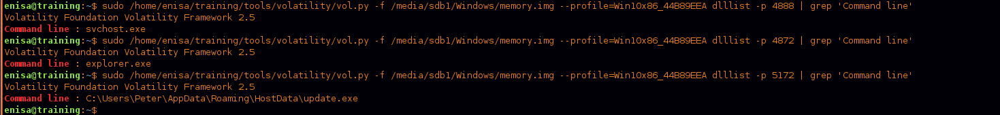 enisa@training:~$ sudo /home/enisa/training/tools/volatility/vol.py -f /media/sdb1/Windows/memory.img --profile=Win10x86_44B89EEA dlllist -p 4888 | grep 'Command line'
Volatility Foundation Volatility Framework 2.5
Command line : svchost.exe
enisa@training:~$ sudo /home/enisa/training/tools/volatility/vol.py -f /media/sdb1/Windows/memory.img --profile=Win10x86_44B89EEA dlllist -p 4872 | grep 'Command line'
Volatility Foundation Volatility Framework 2.5
Command line : explorer.exe
enisa@training:~$ sudo /home/enisa/training/tools/volatility/vol.py -f /media/sdb1/Windows/memory.img --profile=Win10x86_44B89EEA dlllist -p 5172 | grep 'Command line'
Volatility Foundation Volatility Framework 2.5
Command line : C:\Users\Peter\AppData\Roaming\HostData\update.exe
enisa@training:~$